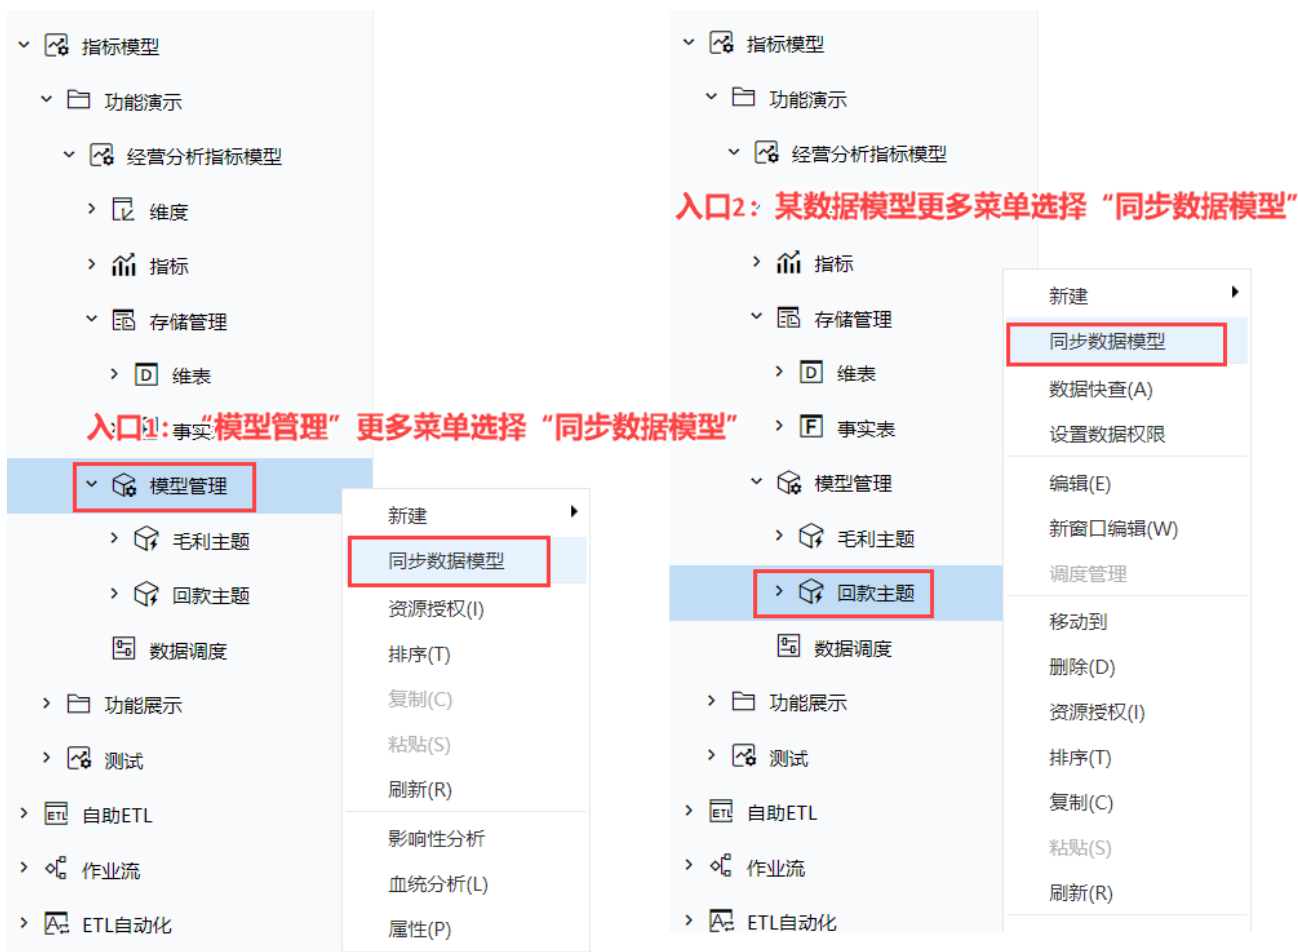 指标模型
功能演示
经营分析指标模型
维度
指标
存储管理
维表
入口1：“模型管理”更多菜单选择“同步数据模型”
事实
模型管理
毛利主题
回款主题
数据调度
功能展示
测试
自助ETL
作业流
ETL自动化
新建
同步数据模型
资源授权(I)
排序(T)
复制(C)
粘贴(S)
刷新(R)
影响性分析
血统分析(L)
属性(P)
指标模型
功能演示
经营分析指标模型
入口2：某数据模型更多菜单选择“同步数据模型”
指标
存储管理
维表
事实表
模型管理
毛利主题
回款主题
数据调度
功能展示
测试
自助ETL
作业流
ETL自动化
新建
同步数据模型
数据快查(A)
设置数据权限
编辑(E)
新窗口编辑(W)
调度管理
移动到
删除(D)
资源授权(I)
排序(T)
复制(C)
粘贴(S)
刷新(R)